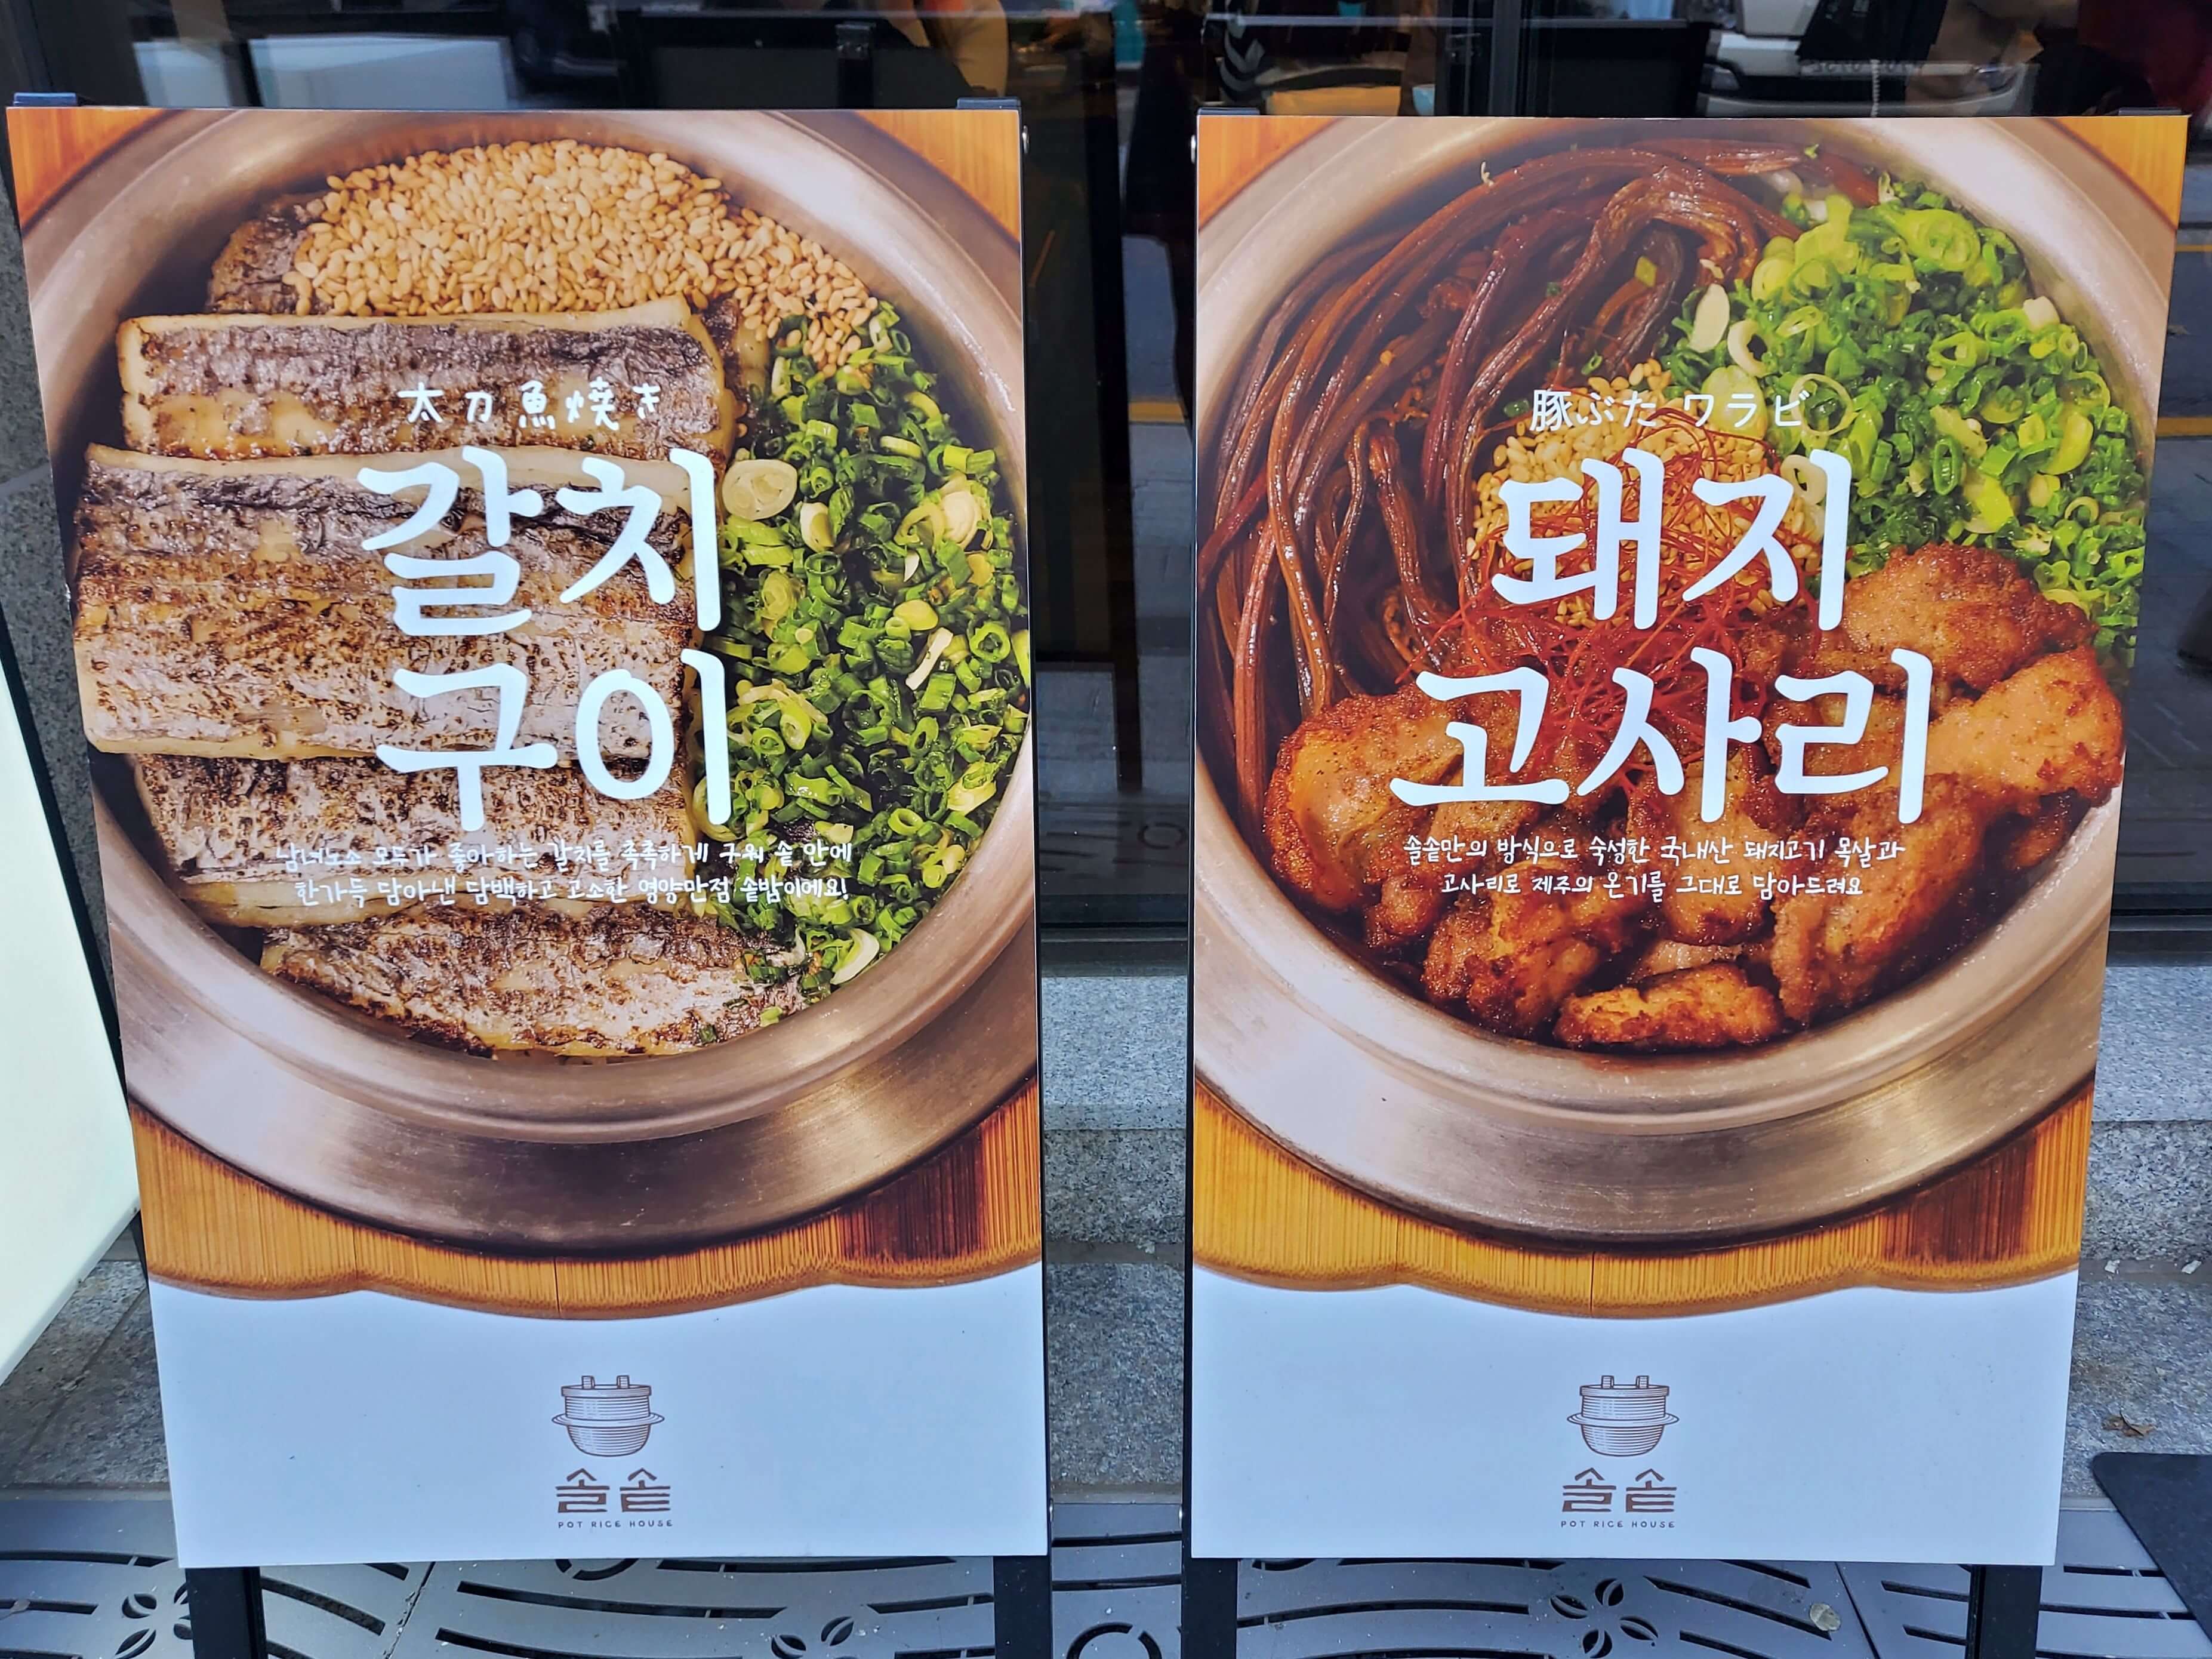 太刀魚焼き
갈치
구이
남녀노소 모두가 좋아하는 갈치를 촉촉하게 구워 솥 안에
한가득 담아낸 담백하고 고소한 영양만점 솥밥이에요!
솔솥
POT RICE HOUSE
豚ぶた ワラビ
돼지
고사리
솔솥만의 방식으로 숙성한 국내산 돼지고기 목살과
고사리로 제주의 온기를 그대로 담아드려요
솔솥
POT RICE HOUSE